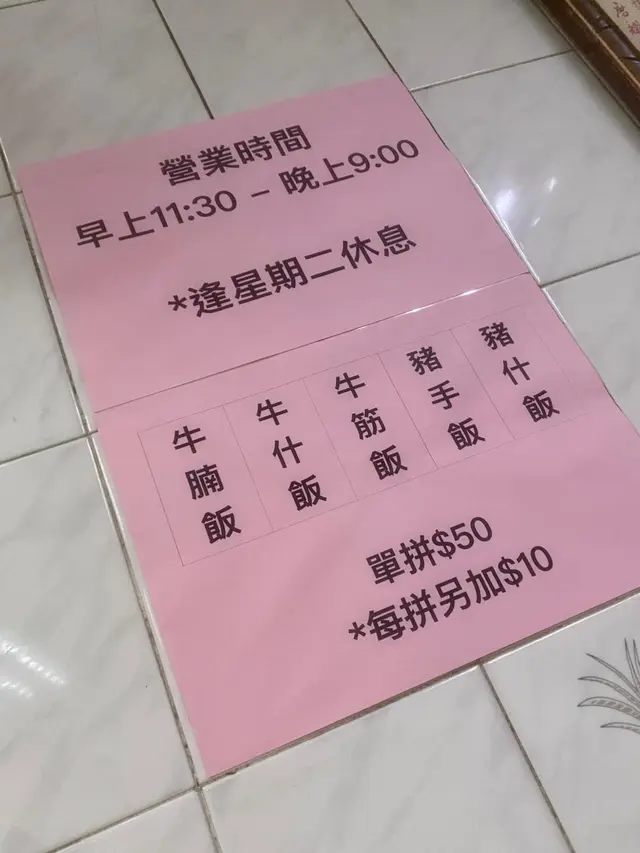 營業時間
早上11:30 - 晚上9:00
*逢星期二休息
牛腩飯
牛什飯
牛筋飯
豬手飯
豬什飯
單拼$50
*每拼另加$10